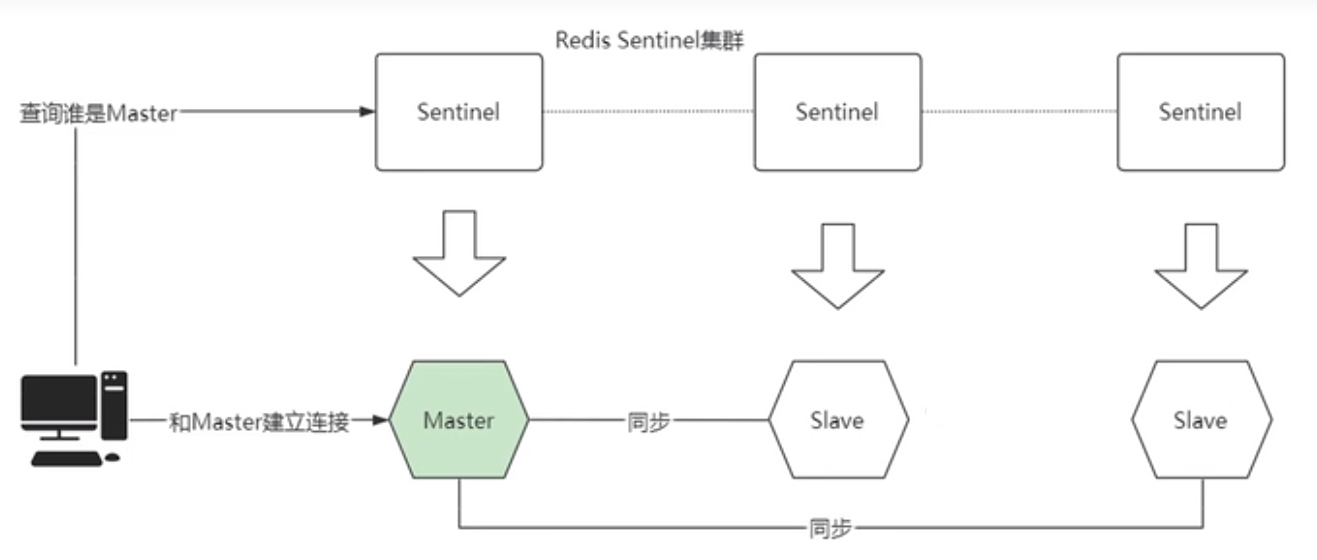 Redis Sentinel集群
查询谁是Master
Sentinel
Sentinel
Sentinel
和Master建立连接
Master
同步
Slave
Slave
同步